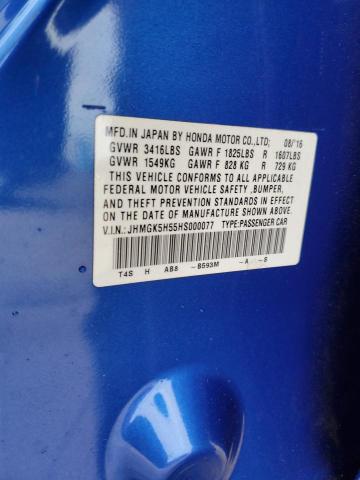 MFD.IN JAPAN BY HONDA MOTOR CO.,LTD; 08/'16
GVWR 3416LBS GAWR F 1825LBS R 1607LBS
GVWR 1549KG GAWR F 828 KG R 729 KG
THIS VEHICLE CONFORMS TO ALL APPLICABLE
FEDERAL MOTOR VEHICLE SAFETY ,BUMPER,
AND THEFT PREVENTION STANDARDS IN EFFECT
ON THE DATE OF MANUFACTURE SHOWN ABOVE.
V.I.N.:JHMGK5H55HS000077 TYPE:PASSENGER CAR
T4S H AB8 -B593M -A -S